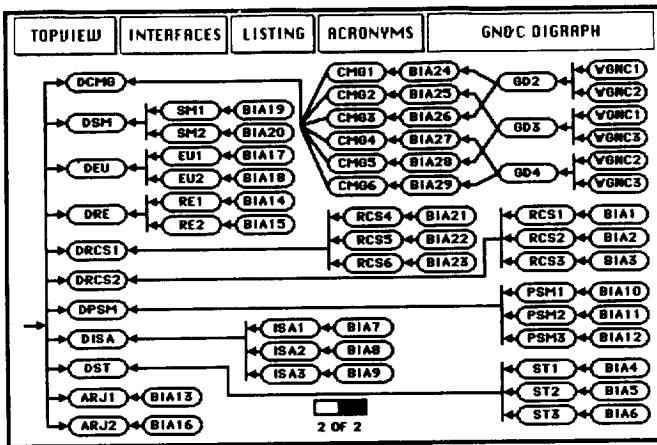 TOPVIEW INTERFACES LISTING ACRONYMS GN&C DIGRAPH
DCMG CMG1 BIA24 GD2 VGNC1
CMG2 BIA25 VGNC2
DSM SM1 BIA19 CMG3 BIA26 GD3 VGNC1
SM2 BIA20 CMG4 BIA27 VGNC3
DEU EU1 BIA17 CMG5 BIA28 GD4 VGNC2
EU2 BIA18 CMG6 BIA29 VGNC3
DRE RE1 BIA14 RCS4 BIA21 RCS1 BIA1
RE2 BIA15 RCS5 BIA22 RCS2 BIA2
DRCS1 RCS6 BIA23 RCS3 BIA3
DRCS2
DPSM PSM1 BIA10
PSM2 BIA11
DISA ISA1 BIA7 PSM3 BIA12
ISA2 BIA8
DST ISA3 BIA9 ST1 BIA4
ARJ1 BIA13 ST2 BIA5
ARJ2 BIA16 2 OF 2 ST3 BIA6